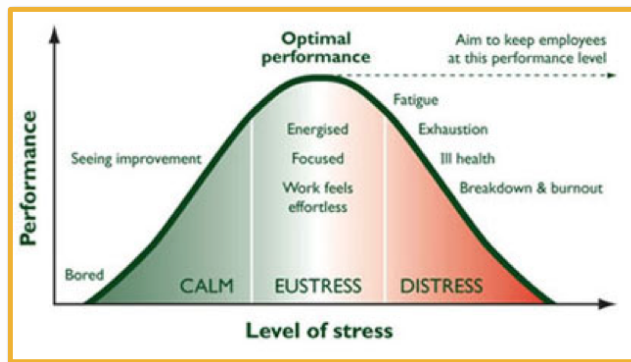 Optimal
performance
Aim to keep employees
at this performance level
Fatigue
Energised
Exhaustion
Seeing improvement
Focused
Ill health
Work feels
effortless
Breakdown & burnout
Performance
Bored
CALM
EUSTRESS
DISTRESS
Level of stress